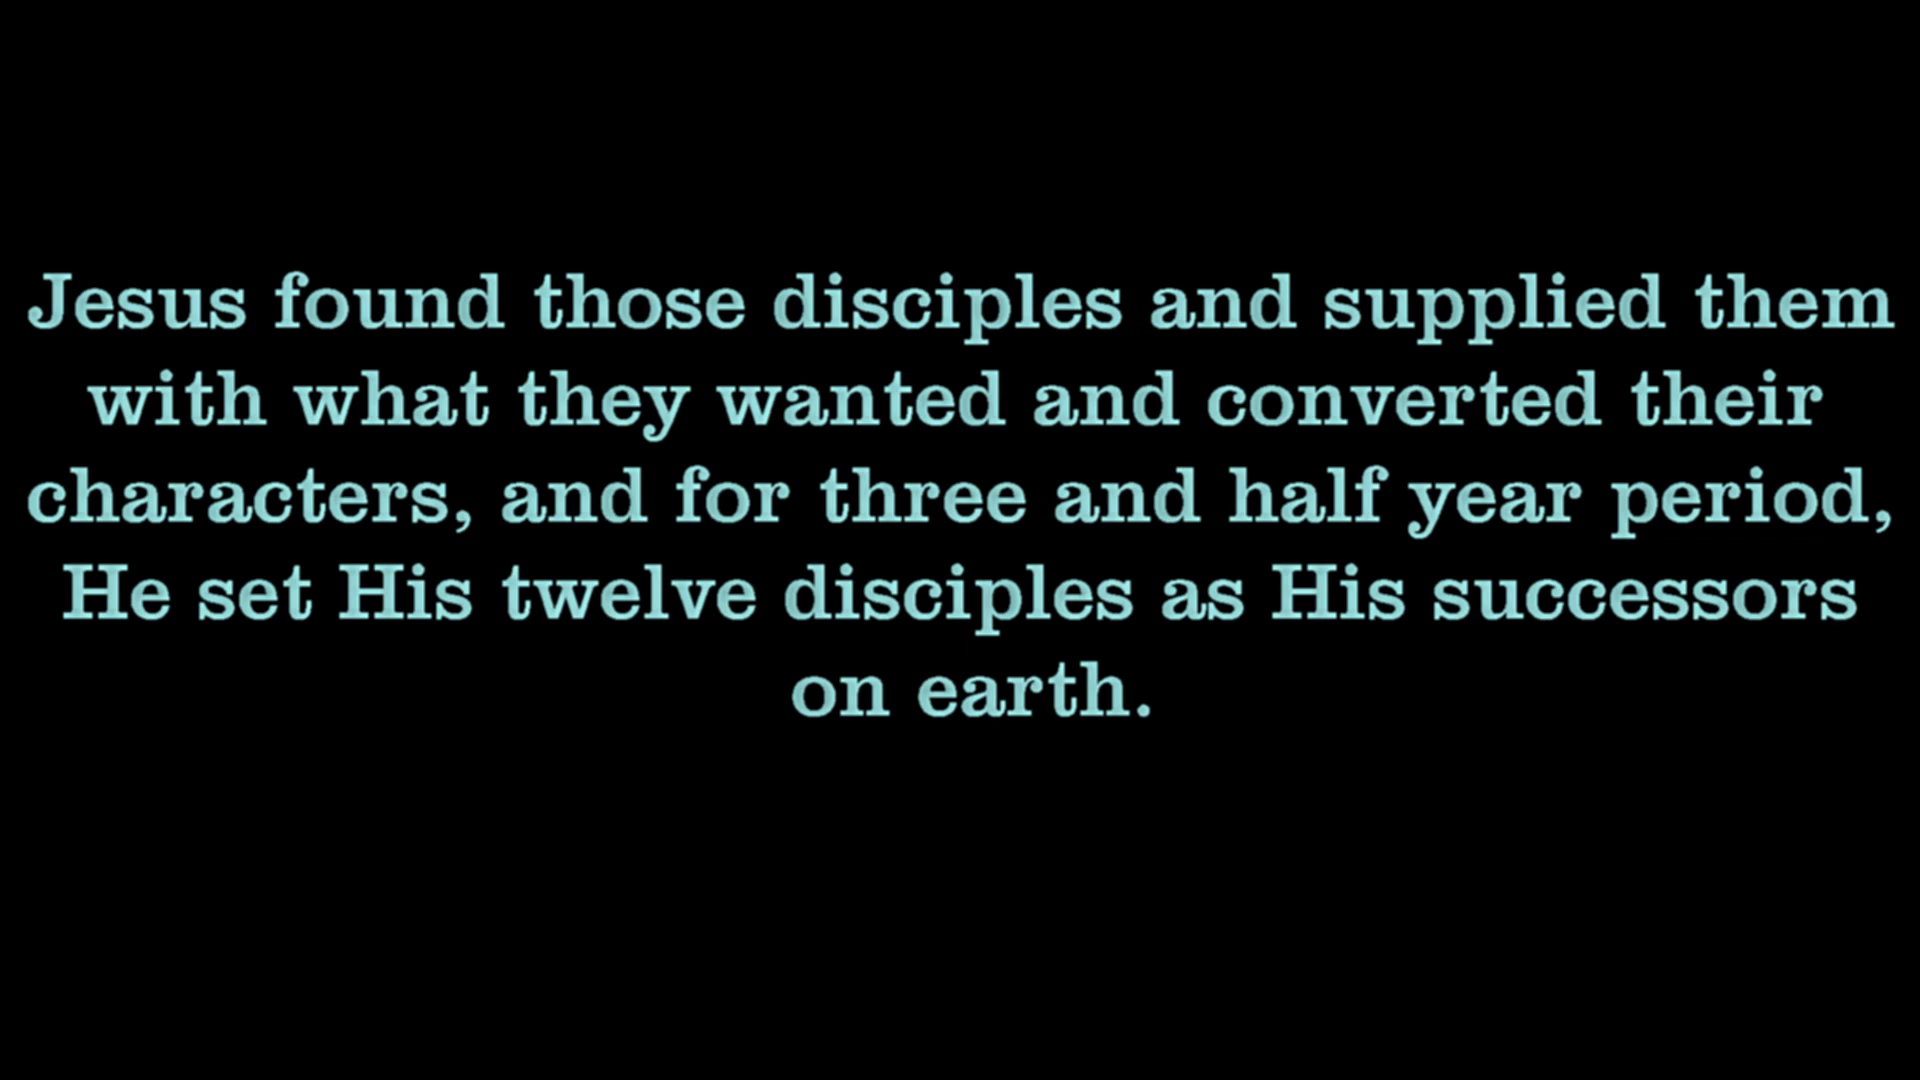 Jesus found those disciples and supplied them
with what they wanted and converted their
characters, and for three and half year period,
He set His twelve disciples as His successors
on earth.